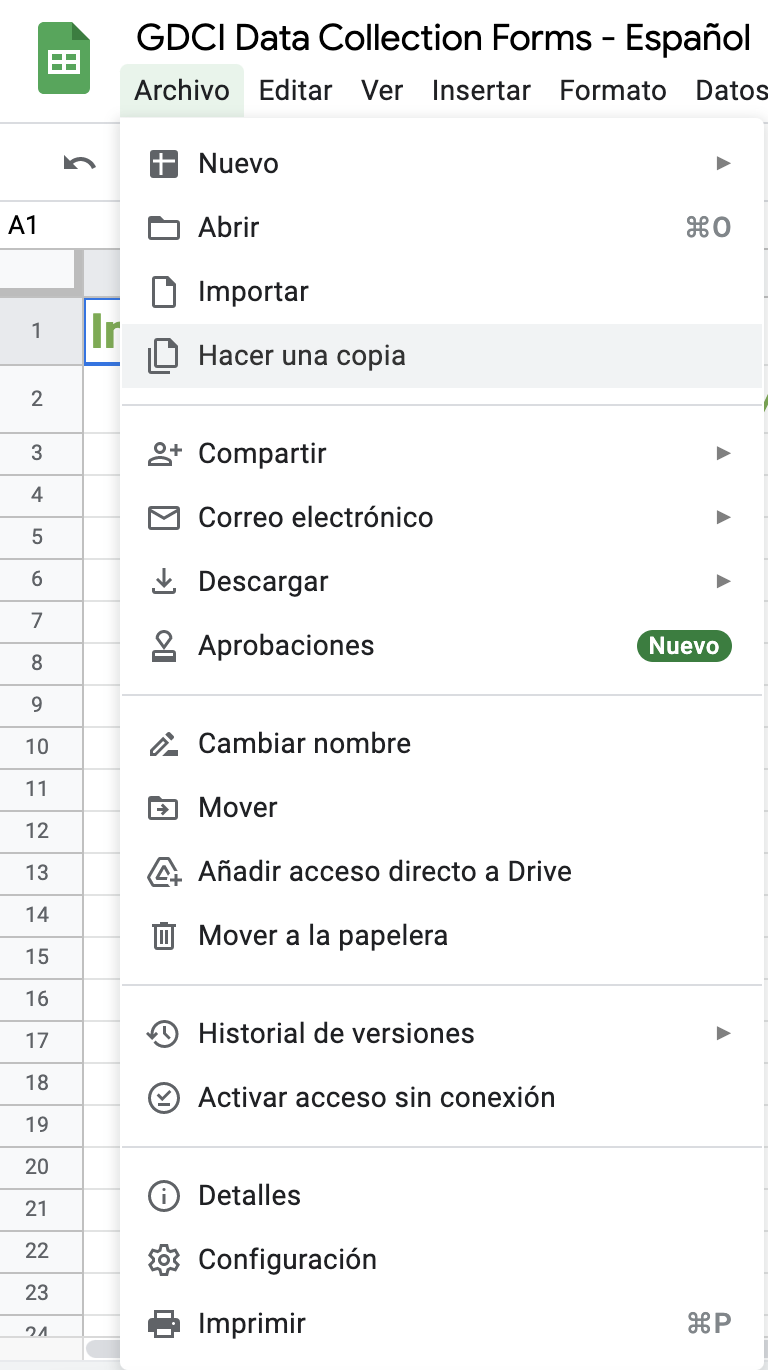 GDCI Data Collection Forms - Español
Archivo Editar Ver Insertar Formato Datos
A1
Nuevo
Abrir ⌘O
Importar
Hacer una copia
Compartir
Correo electrónico
Descargar
Aprobaciones Nuevo
Cambiar nombre
Mover
Añadir acceso directo a Drive
Mover a la papelera
Historial de versiones
Activar acceso sin conexión
Detalles
Configuración
Imprimir ⌘P
1
2
3
4
5
6
7
8
9
10
11
12
13
14
15
16
17
18
19
20
21
22
23
24